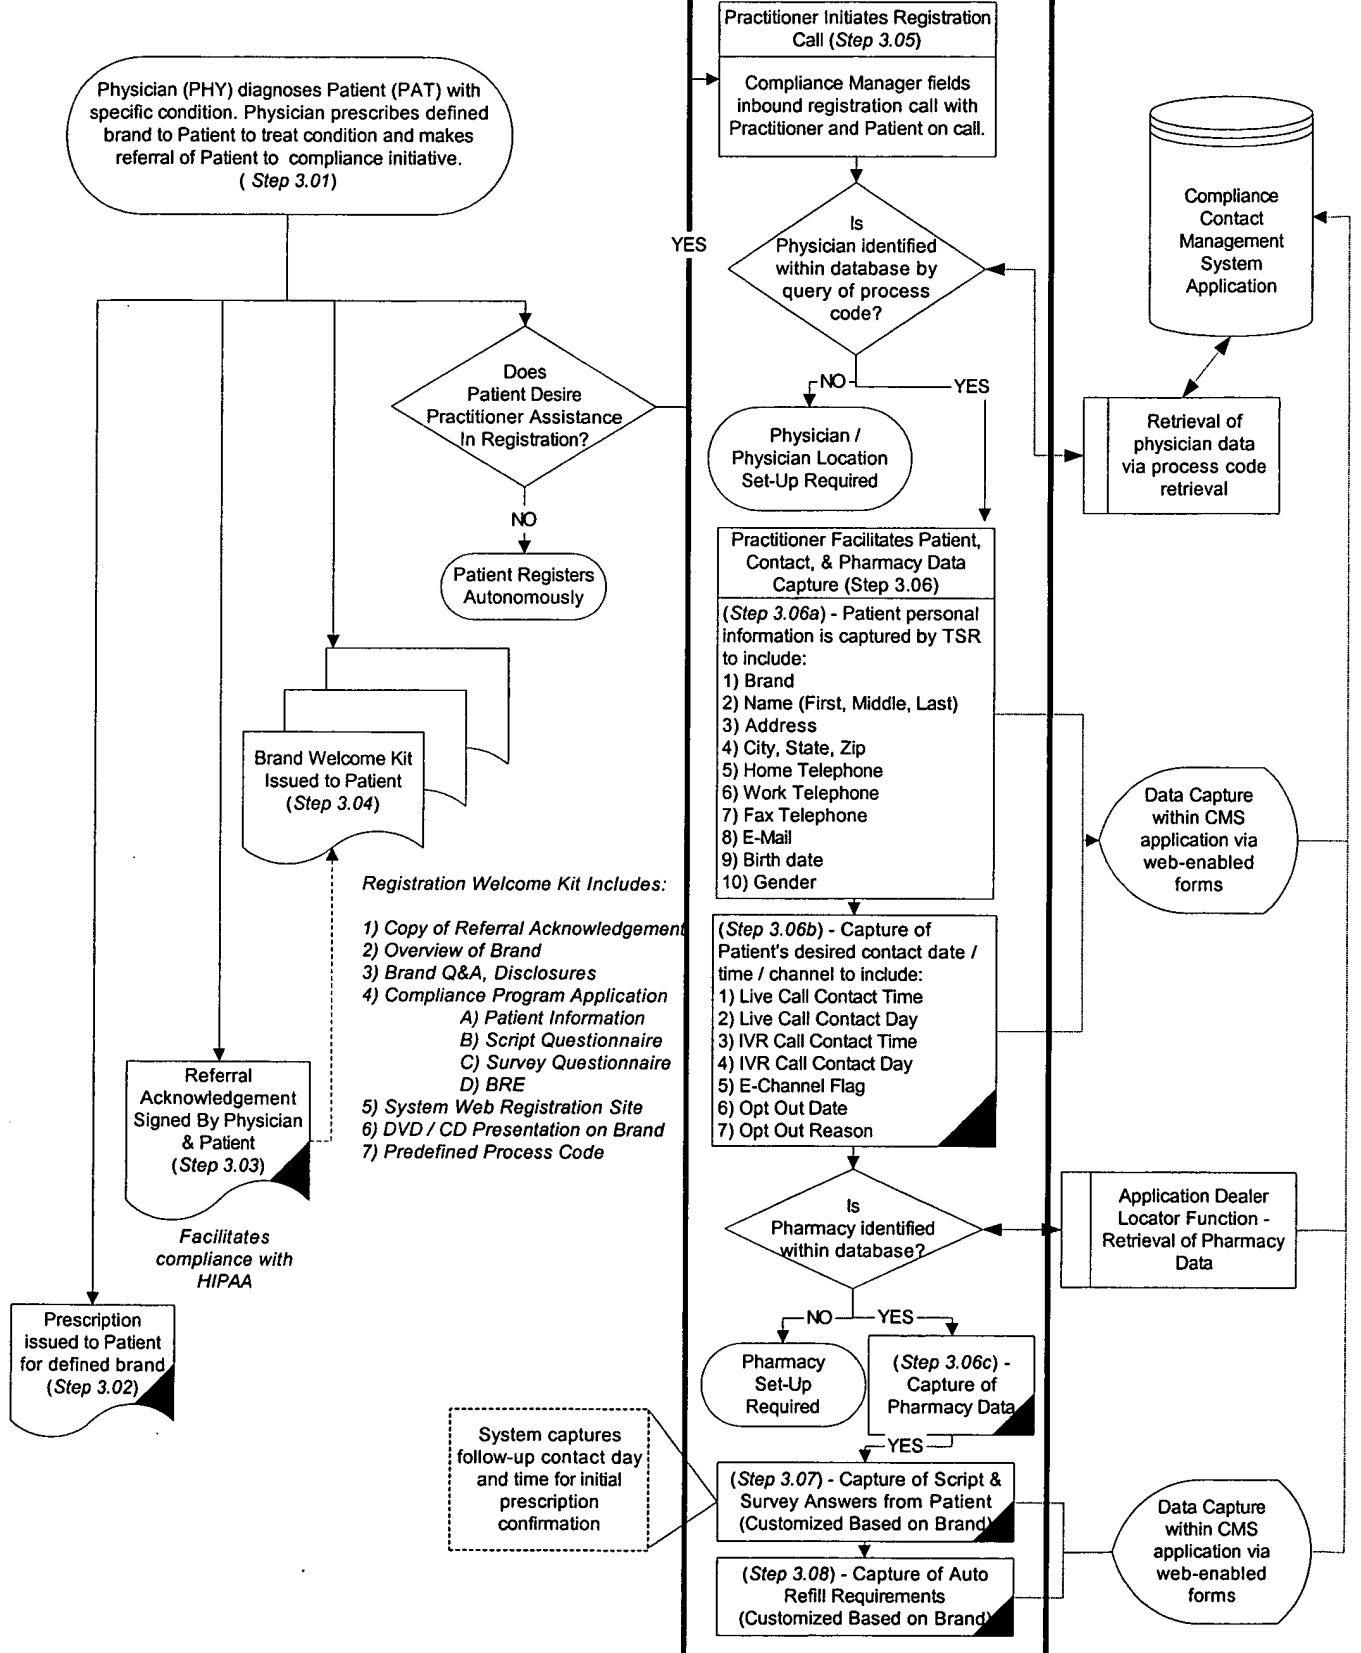 Physician (PHY) diagnoses Patient (PAT) with
specific condition. Physician prescribes defined
brand to Patient to treat condition and makes
referral of Patient to compliance initiative.
( Step 3.01)
Does
Patient Desire
Practitioner Assistance
In Registration?
YES
NO
Patient Registers
Autonomously
Brand Welcome Kit
Issued to Patient
(Step 3.04)
Registration Welcome Kit Includes:
1) Copy of Referral Acknowledgement
2) Overview of Brand
3) Brand Q&A, Disclosures
4) Compliance Program Application
A) Patient Information
B) Script Questionnaire
C) Survey Questionnaire
D) BRE
5) System Web Registration Site
6) DVD / CD Presentation on Brand
7) Predefined Process Code
Referral
Acknowledgement
Signed By Physician
& Patient
(Step 3.03)
Facilitates
compliance with
HIPAA
Prescription
issued to Patient
for defined brand
(Step 3.02)
Practitioner Initiates Registration
Call (Step 3.05)
Compliance Manager fields
inbound registration call with
Practitioner and Patient on call.
Is
Physician identified
within database by
query of process
code?
NO
YES
Physician /
Physician Location
Set-Up Required
Compliance
Contact
Management
System
Application
Retrieval of
physician data
via process code
retrieval
Practitioner Facilitates Patient,
Contact, & Pharmacy Data
Capture (Step 3.06)
(Step 3.06a) - Patient personal
information is captured by TSR
to include:
1) Brand
2) Name (First, Middle, Last)
3) Address
4) City, State, Zip
5) Home Telephone
6) Work Telephone
7) Fax Telephone
8) E-Mail
9) Birth date
10) Gender
Data Capture
within CMS
application via
web-enabled
forms
(Step 3.06b) - Capture of
Patient's desired contact date /
time / channel to include:
1) Live Call Contact Time
2) Live Call Contact Day
3) IVR Call Contact Time
4) IVR Call Contact Day
5) E-Channel Flag
6) Opt Out Date
7) Opt Out Reason
Is
Pharmacy identified
within database?
Application Dealer
Locator Function -
Retrieval of Pharmacy
Data
NO
YES
Pharmacy
Set-Up
Required
(Step 3.06c) -
Capture of
Pharmacy Data
YES
System captures
follow-up contact day
and time for initial
prescription
confirmation
(Step 3.07) - Capture of Script &
Survey Answers from Patient
(Customized Based on Brand)
(Step 3.08) - Capture of Auto
Refill Requirements
(Customized Based on Brand)
Data Capture
within CMS
application via
web-enabled
forms